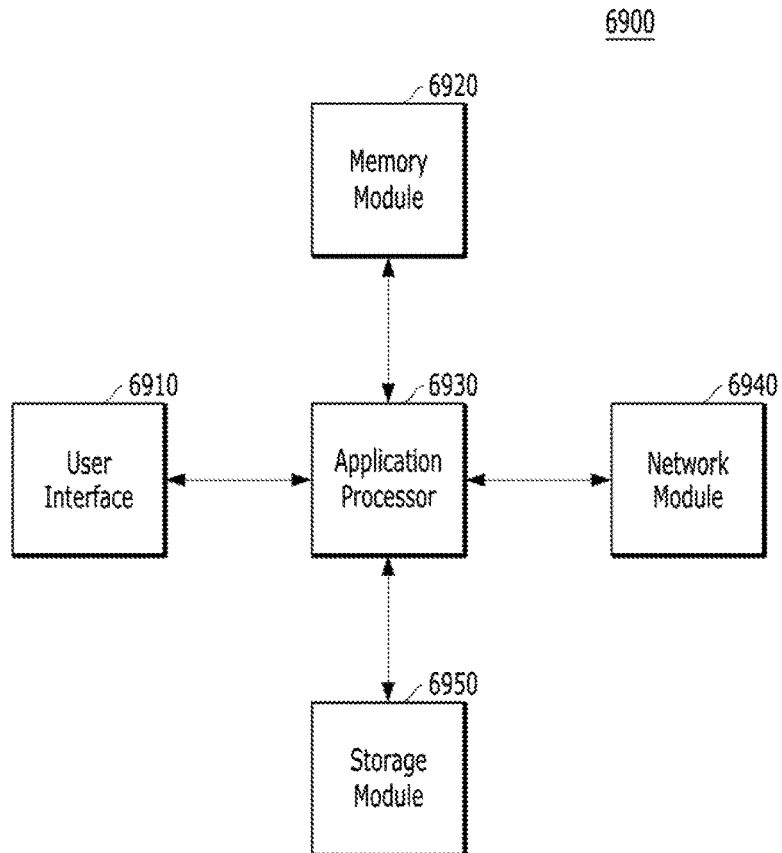 6900
6920
Memory
Module
6910
User
Interface
6930
Application
Processor
6940
Network
Module
6950
Storage
Module